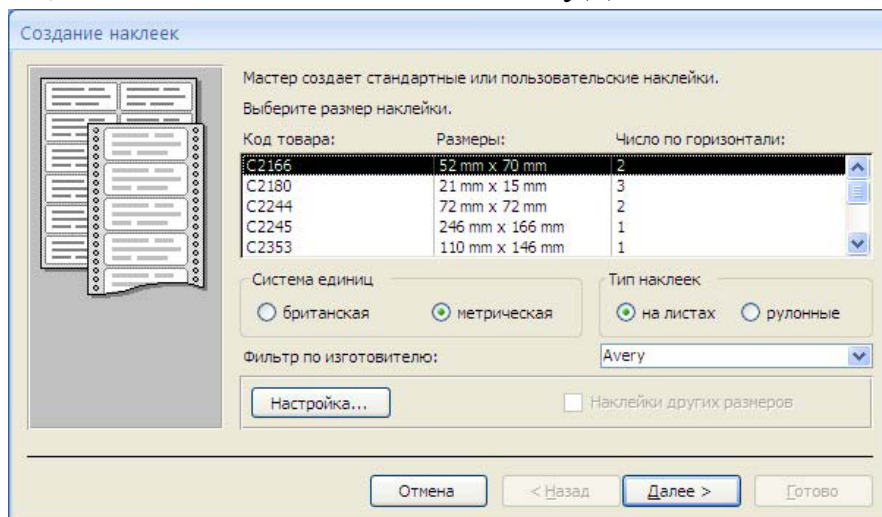 Создание наклеек
Мастер создает стандартные или пользовательские наклейки.
Выберите размер наклейки.
Код товара: Размеры: Число по горизонтали:
C2166 52 mm x 70 mm 2
C2180 21 mm x 15 mm 3
C2244 72 mm x 72 mm 2
C2245 246 mm x 166 mm 1
C2353 110 mm x 146 mm 1
Система единиц Тип наклеек
британская метрическая на листах рулонные
Фильтр по изготовителю: Avery
Настройка... Наклейки других размеров
Отмена < Назад Далее > Готово